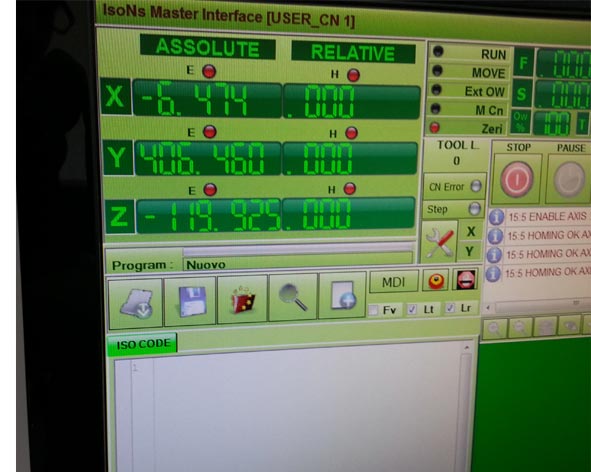 IsoNs Master Interface [USER_CN 1]
ASSOLUTE RELATIVE
E H
X -6.474 .000
E H
Y 406.460 .000
E H
Z -119.925 .000
RUN
MOVE
Ext OW
M Cn
Zeri
F .000
S .000
Ow % 100 T
TOOL L.
0
STOP PAUSE
CN Error
Step
X
Y
15:5 ENABLE AXIS
15:5 HOMING OK AX
15:5 HOMING OK AX
15:5 HOMING OK AX
Program : Nuovo
MDI
Fv Lt Lr
ISO CODE
1